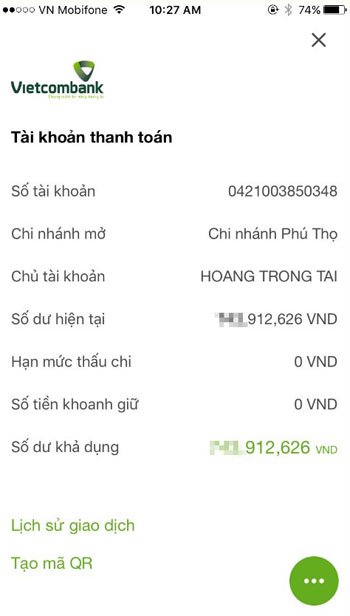 VN Mobifone 10:27 AM 74%
Vietcombank
Tài khoản thanh toán
Số tài khoản 0421003850348
Chi nhánh mở Chi nhánh Phú Thọ
Chủ tài khoản HOANG TRONG TAI
Số dư hiện tại ,912,626 VND
Hạn mức thấu chi 0 VND
Số tiền khoanh giữ 0 VND
Số dư khả dụng ,912,626 VND
Lịch sử giao dịch
Tạo mã QR